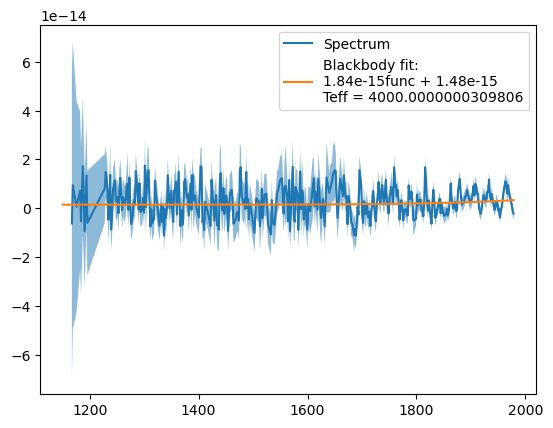 1e−14
Spectrum
Blackbody fit:
1.84e-15func + 1.48e-15
Teff = 4000.0000000309806
6
4
2
0
−2
−4
−6
1200
1400
1600
1800
2000